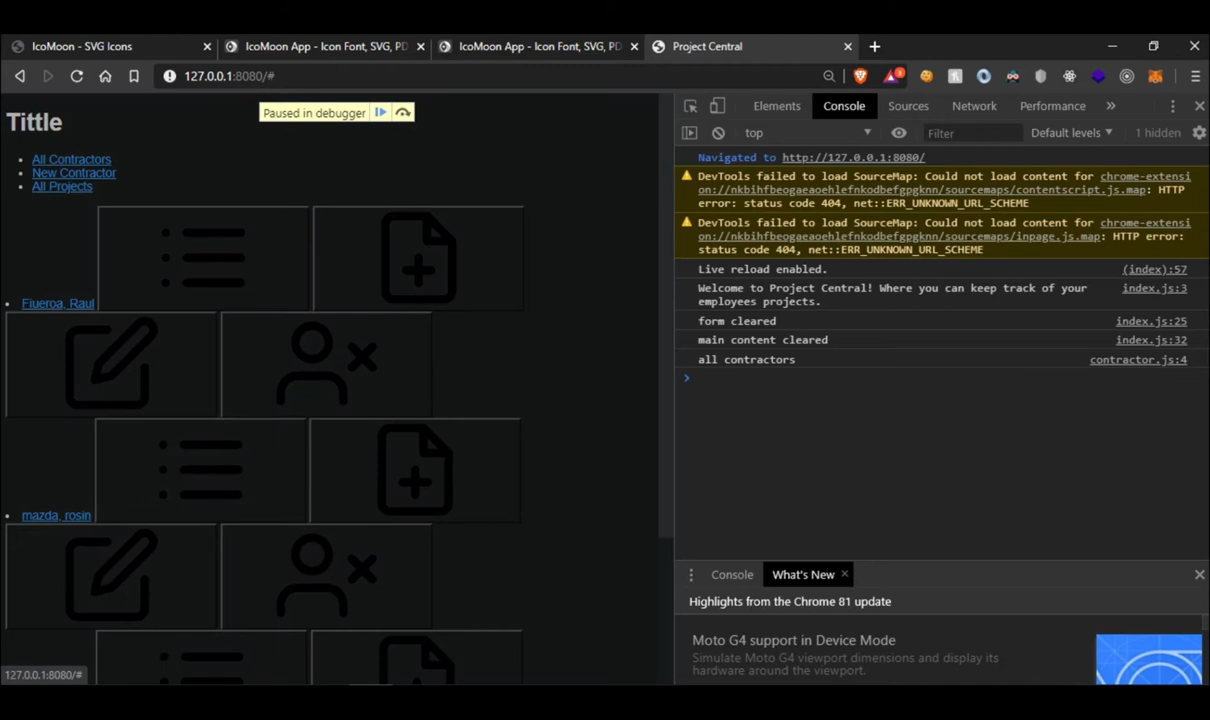 IcoMoon - SVG Icons
IcoMoon App - Icon Font, SVG, PD
IcoMoon App - Icon Font, SVG, PD
Project Central
127.0.0.1:8080/#
Paused in debugger
Tittle
All Contractors
New Contractor
All Projects
Fiueroa, Raul
mazda, rosin
127.0.0.1:8080/#
Elements Console Sources Network Performance
top Filter Default levels 1 hidden
Navigated to http://127.0.0.1:8080/
DevTools failed to load SourceMap: Could not load content for chrome-extensi
on://nkbihfbeogaeaoehlefnkodbefgpgknn/sourcemaps/contentscript.js.map: HTTP
error: status code 404, net::ERR_UNKNOWN_URL_SCHEME
DevTools failed to load SourceMap: Could not load content for chrome-extensi
on://nkbihfbeogaeaoehlefnkodbefgpgknn/sourcemaps/inpage.js.map: HTTP error:
status code 404, net::ERR_UNKNOWN_URL_SCHEME
Live reload enabled. (index):57
Welcome to Project Central! Where you can keep track of your index.js:3
employees projects.
form cleared index.js:25
main content cleared index.js:32
all contractors contractor.js:4
Console What's New
Highlights from the Chrome 81 update
Moto G4 support in Device Mode
Simulate Moto G4 viewport dimensions and display its
hardware around the viewport.